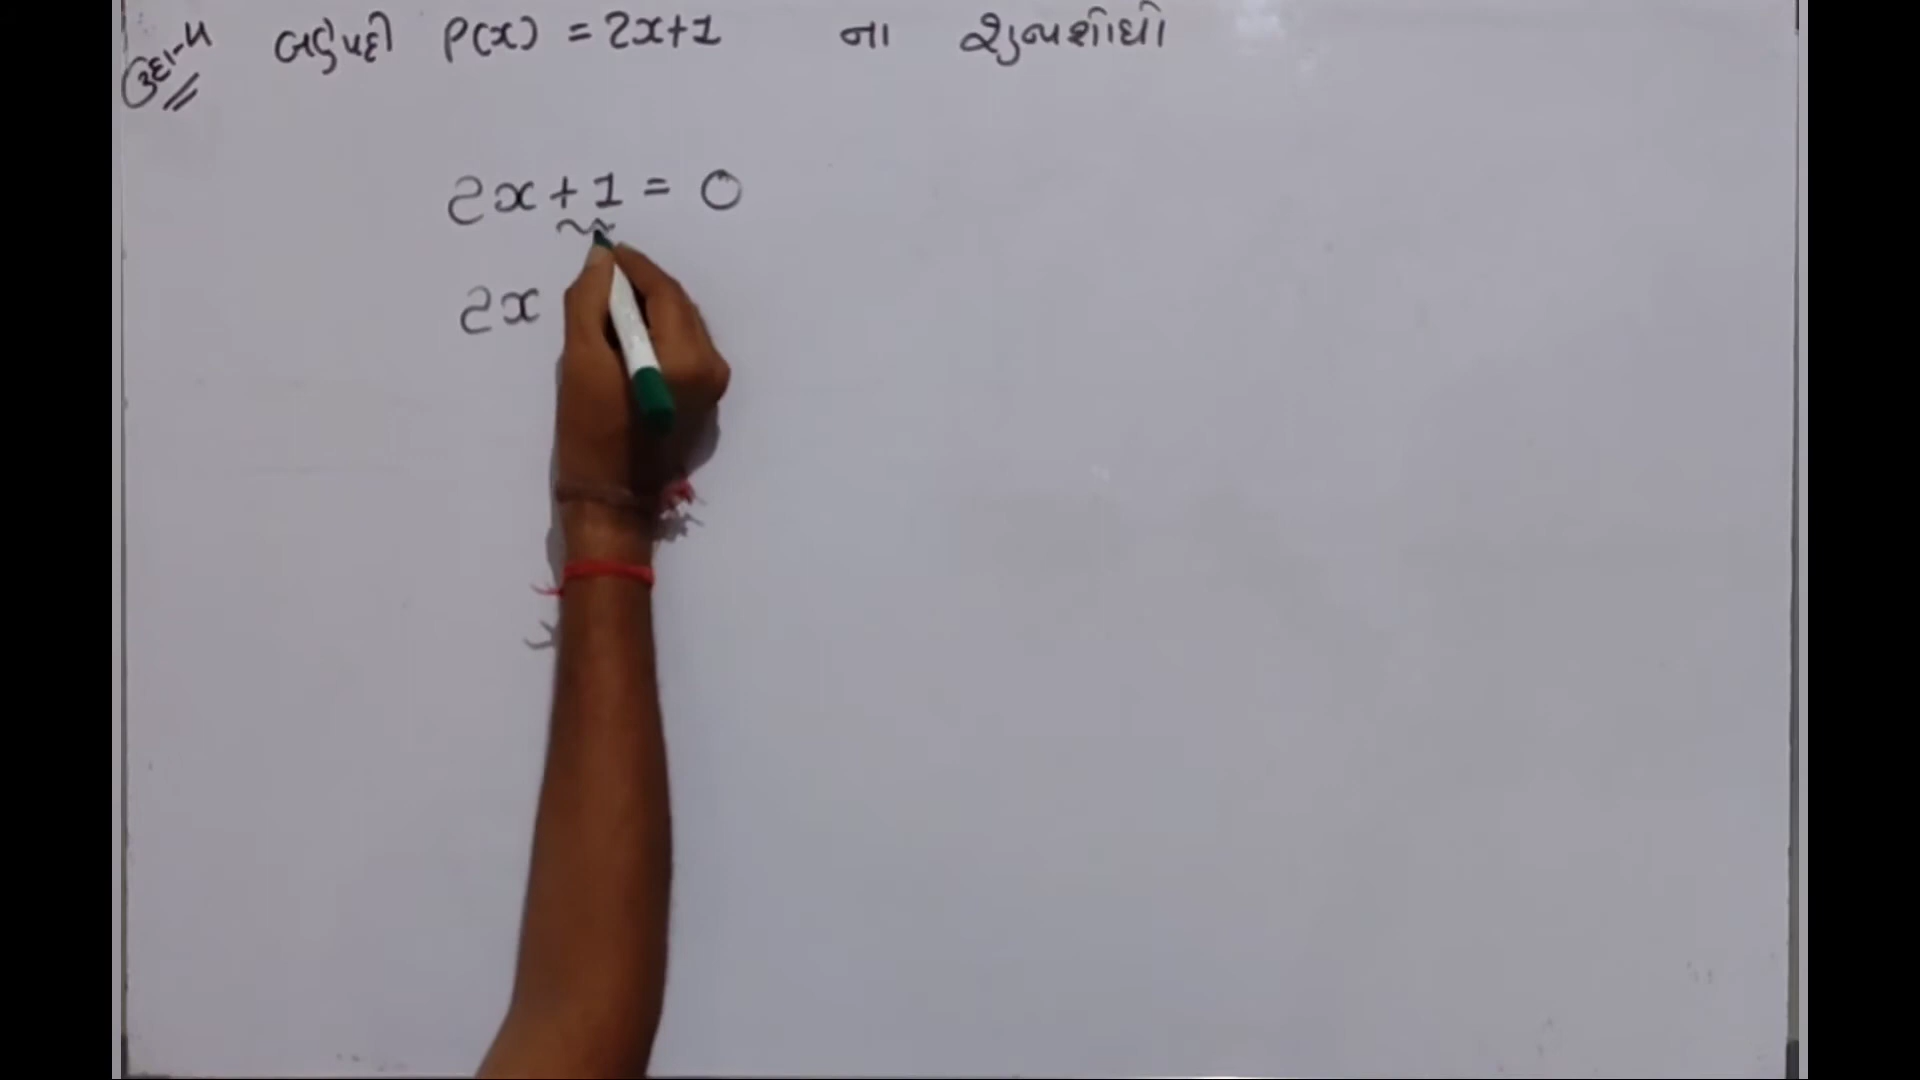 ઉદા-૫ બહુપદી P(x) = 2x+1 ના શુન્યશોધો
2x + 1 = 0
2x